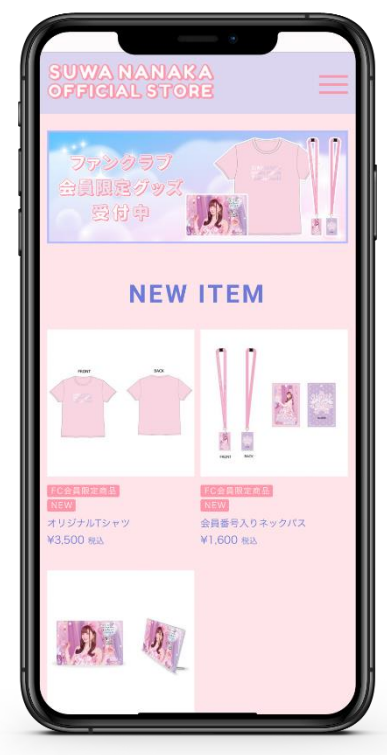 SUWA NANAKA
OFFICIAL STORE
ファンクラブ
会員限定グッズ
受付中
NEW ITEM
FRONT
BACK
FRONT
BACK
FC会員限定商品
NEW
オリジナルTシャツ
¥3,500 税込
FC会員限定商品
NEW
会員番号入りネックパス
¥1,600 税込